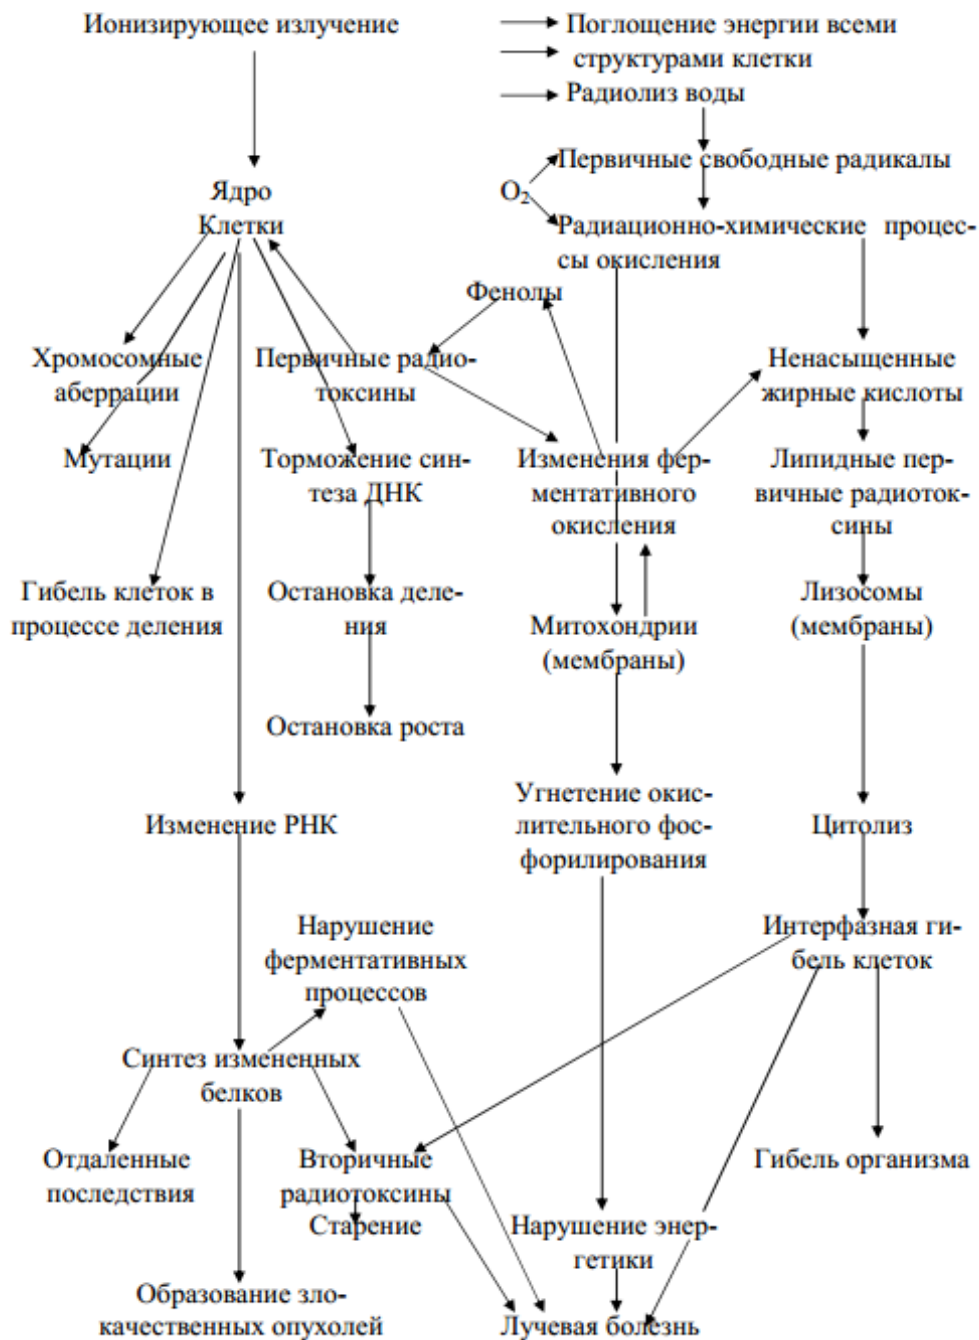 Ионизирующее излучение
Поглощение энергии всеми
структурами клетки
Радиолиз воды
Первичные свободные радикалы
O₂
Ядро
Клетки
Радиационно-химические процес-
сы окисления
Фенолы
Хромосомные
аберрации
Первичные радио-
токсины
Ненасыщенные
жирные кислоты
Мутации
Торможение син-
теза ДНК
Изменения фер-
ментативного
окисления
Липидные пер-
вичные радиоток-
сины
Гибель клеток в
процессе деления
Остановка деле-
ния
Митохондрии
(мембраны)
Лизосомы
(мембраны)
Остановка роста
Изменение РНК
Угнетение окис-
лительного фос-
форилирования
Цитолиз
Нарушение
ферментативных
процессов
Интерфазная ги-
бель клеток
Синтез измененных
белков
Отдаленные
последствия
Вторичные
радиотоксины
Старение
Гибель организма
Нарушение энер-
гетики
Образование зло-
качественных опухолей
Лучевая болезнь